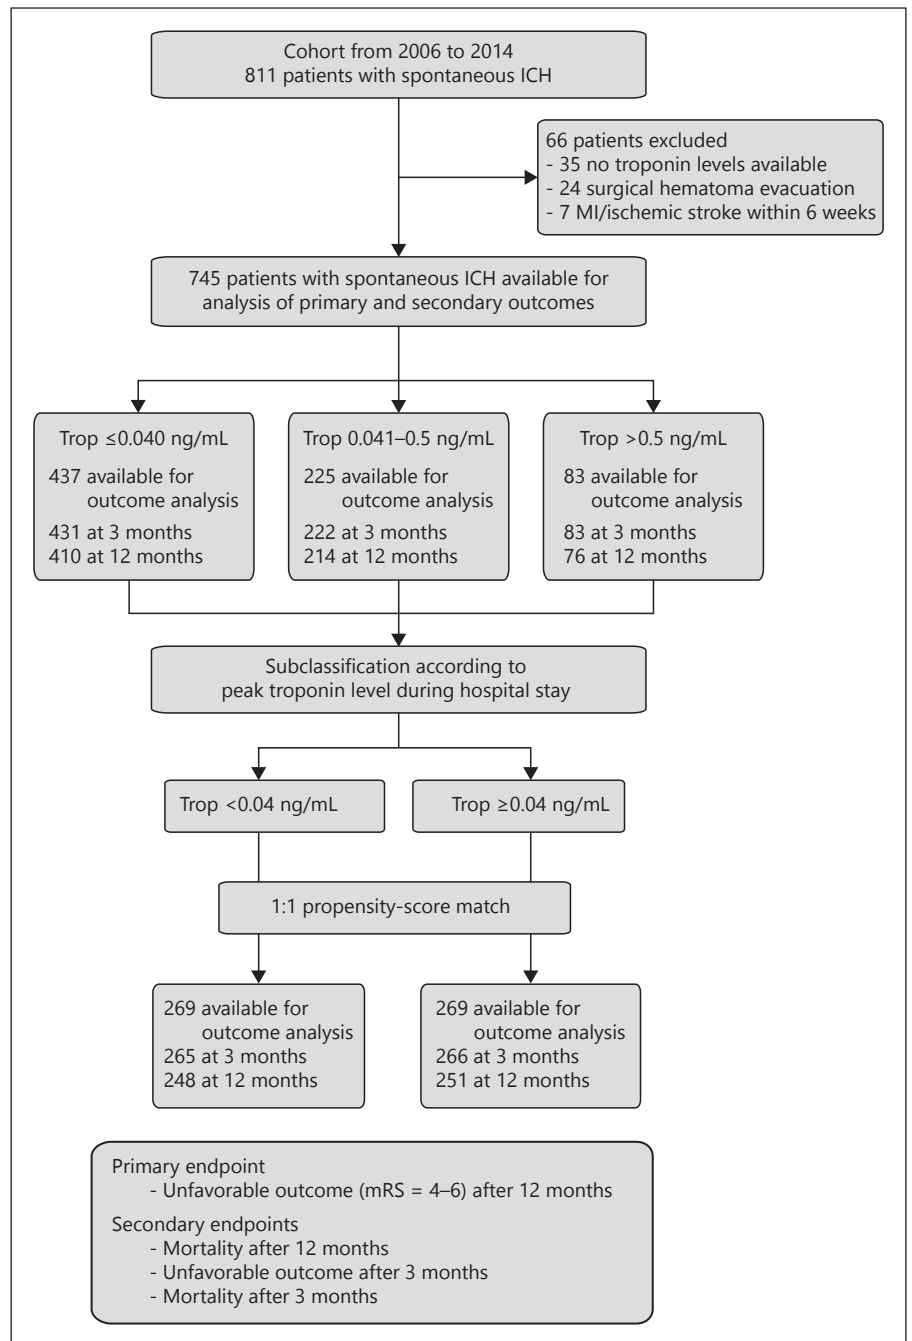 Cohort from 2006 to 2014
811 patients with spontaneous ICH
66 patients excluded
- 35 no troponin levels available
- 24 surgical hematoma evacuation
- 7 MI/ischemic stroke within 6 weeks
745 patients with spontaneous ICH available for
analysis of primary and secondary outcomes
Trop ≤0.040 ng/mL
437 available for
outcome analysis
431 at 3 months
410 at 12 months
Trop 0.041–0.5 ng/mL
225 available for
outcome analysis
222 at 3 months
214 at 12 months
Trop >0.5 ng/mL
83 available for
outcome analysis
83 at 3 months
76 at 12 months
Subclassification according to
peak troponin level during hospital stay
Trop <0.04 ng/mL
Trop ≥0.04 ng/mL
1:1 propensity-score match
269 available for
outcome analysis
265 at 3 months
248 at 12 months
269 available for
outcome analysis
266 at 3 months
251 at 12 months
Primary endpoint
- Unfavorable outcome (mRS = 4–6) after 12 months
Secondary endpoints
- Mortality after 12 months
- Unfavorable outcome after 3 months
- Mortality after 3 months